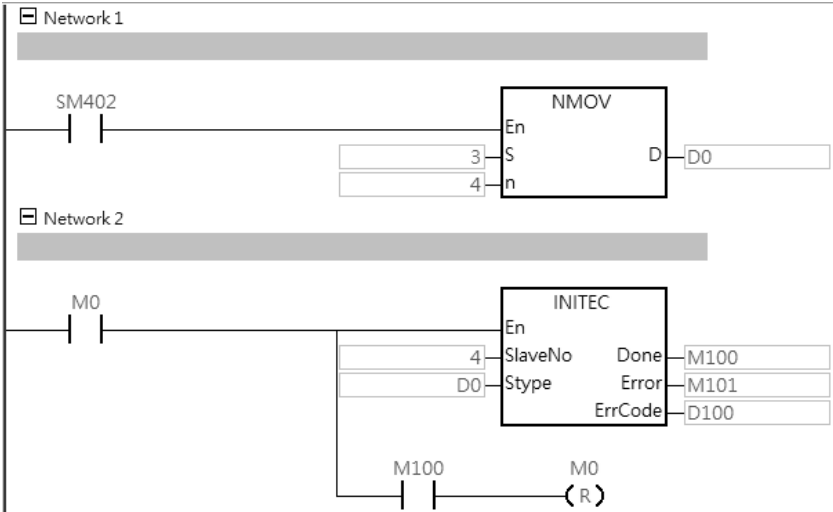 Network 1
SM402
NMOV
En
3 S D D0
4 n
Network 2
M0
INITEC
En
4 SlaveNo Done M100
D0 Stype Error M101
ErrCode D100
M100 M0
R